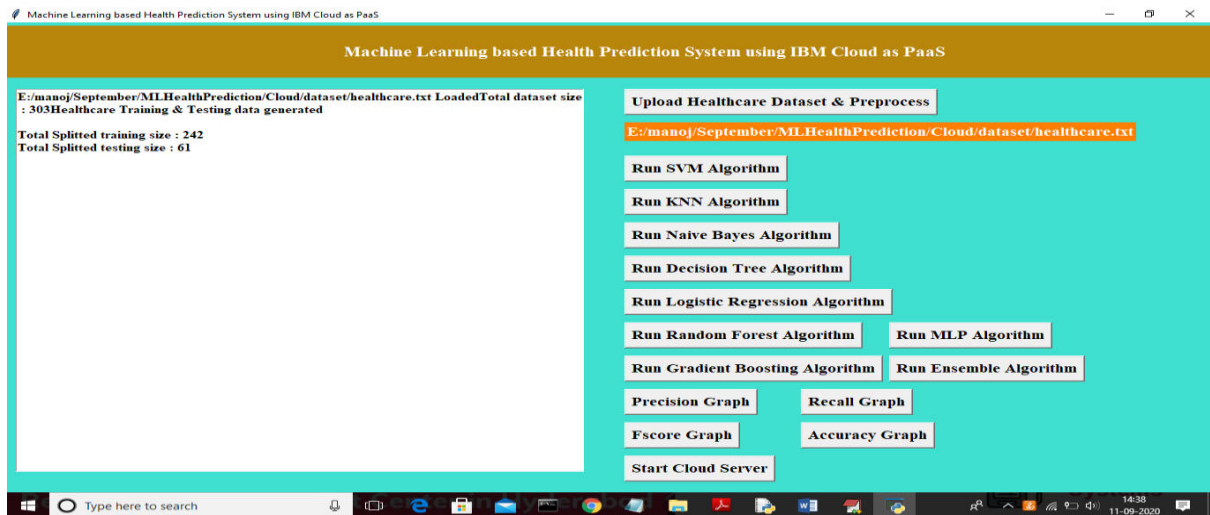 Machine Learning based Health Prediction System using IBM Cloud as PaaS
Machine Learning based Health Prediction System using IBM Cloud as PaaS
E:/manoj/September/MLHealthPrediction/Cloud/dataset/healthcare.txt LoadedTotal dataset size
: 303Healthcare Training & Testing data generated
Total Splitted training size : 242
Total Splitted testing size : 61
Upload Healthcare Dataset & Preprocess
E:/manoj/September/MLHealthPrediction/Cloud/dataset/healthcare.txt
Run SVM Algorithm
Run KNN Algorithm
Run Naive Bayes Algorithm
Run Decision Tree Algorithm
Run Logistic Regression Algorithm
Run Random Forest Algorithm
Run MLP Algorithm
Run Gradient Boosting Algorithm
Run Ensemble Algorithm
Precision Graph
Recall Graph
Fscore Graph
Accuracy Graph
Start Cloud Server
Type here to search
14:38
11-09-2020